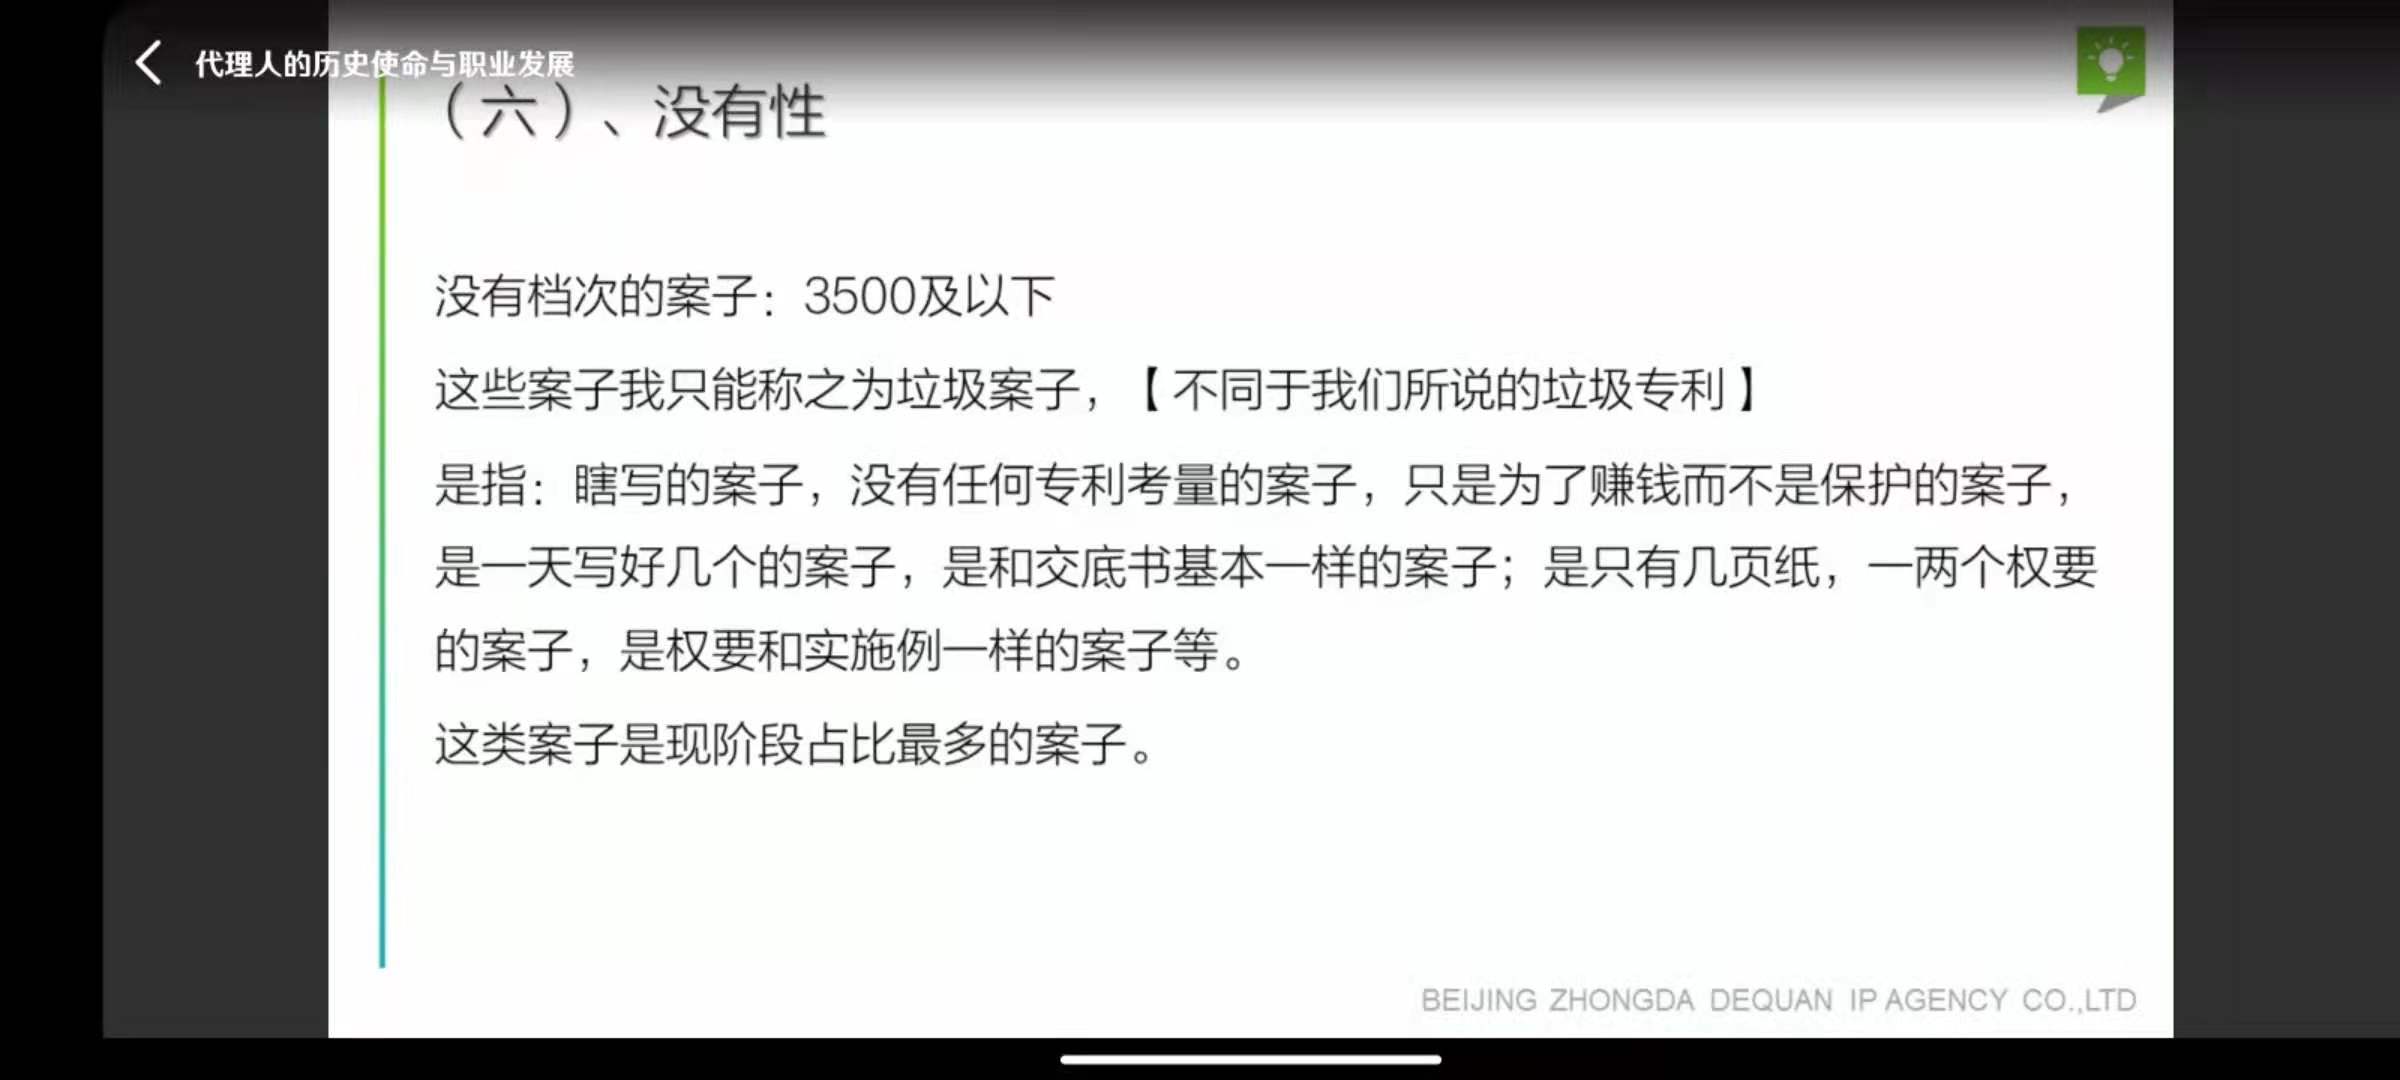 代理人的历史使命与职业发展
（六）、没有性
没有档次的案子：3500及以下
这些案子我只能称之为垃圾案子，【不同于我们所说的垃圾专利】
是指：瞎写的案子，没有任何专利考量的案子，只是为了赚钱而不是保护的案子，
是一天写好几个的案子，是和交底书基本一样的案子；是只有几页纸，一两个权要
的案子，是权要和实施例一样的案子等。
这类案子是现阶段占比最多的案子。
BEIJING ZHONGDA DEQUAN IP AGENCY CO.,LTD